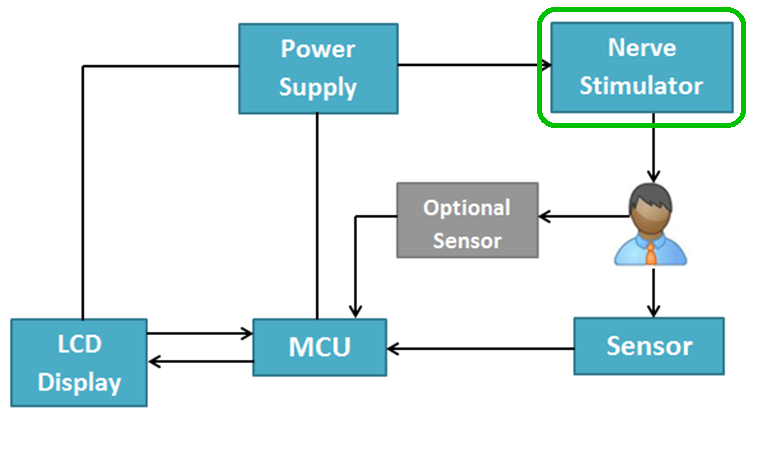 Power
Supply
Nerve
Stimulator
Optional
Sensor
LCD
Display
MCU
Sensor